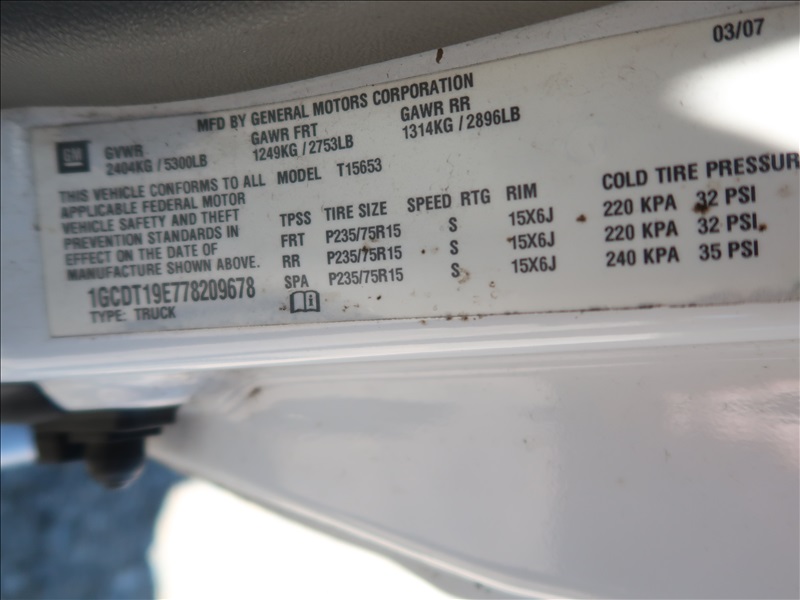 03/07
MFD BY GENERAL MOTORS CORPORATION
GM GVWR GAWR FRT GAWR RR
2404KG / 5300LB 1249KG / 2753LB 1314KG / 2896LB
THIS VEHICLE CONFORMS TO ALL
APPLICABLE FEDERAL MOTOR
VEHICLE SAFETY AND THEFT
PREVENTION STANDARDS IN
EFFECT ON THE DATE OF
MANUFACTURE SHOWN ABOVE.
1GCDT19E778209678
TYPE: TRUCK
MODEL T15653
TPSS TIRE SIZE SPEED RTG RIM COLD TIRE PRESSUR
FRT P235/75R15 S 15X6J 220 KPA 32 PSI
RR P235/75R15 S 15X6J 220 KPA 32 PSI
SPA P235/75R15 S 15X6J 240 KPA 35 PSI